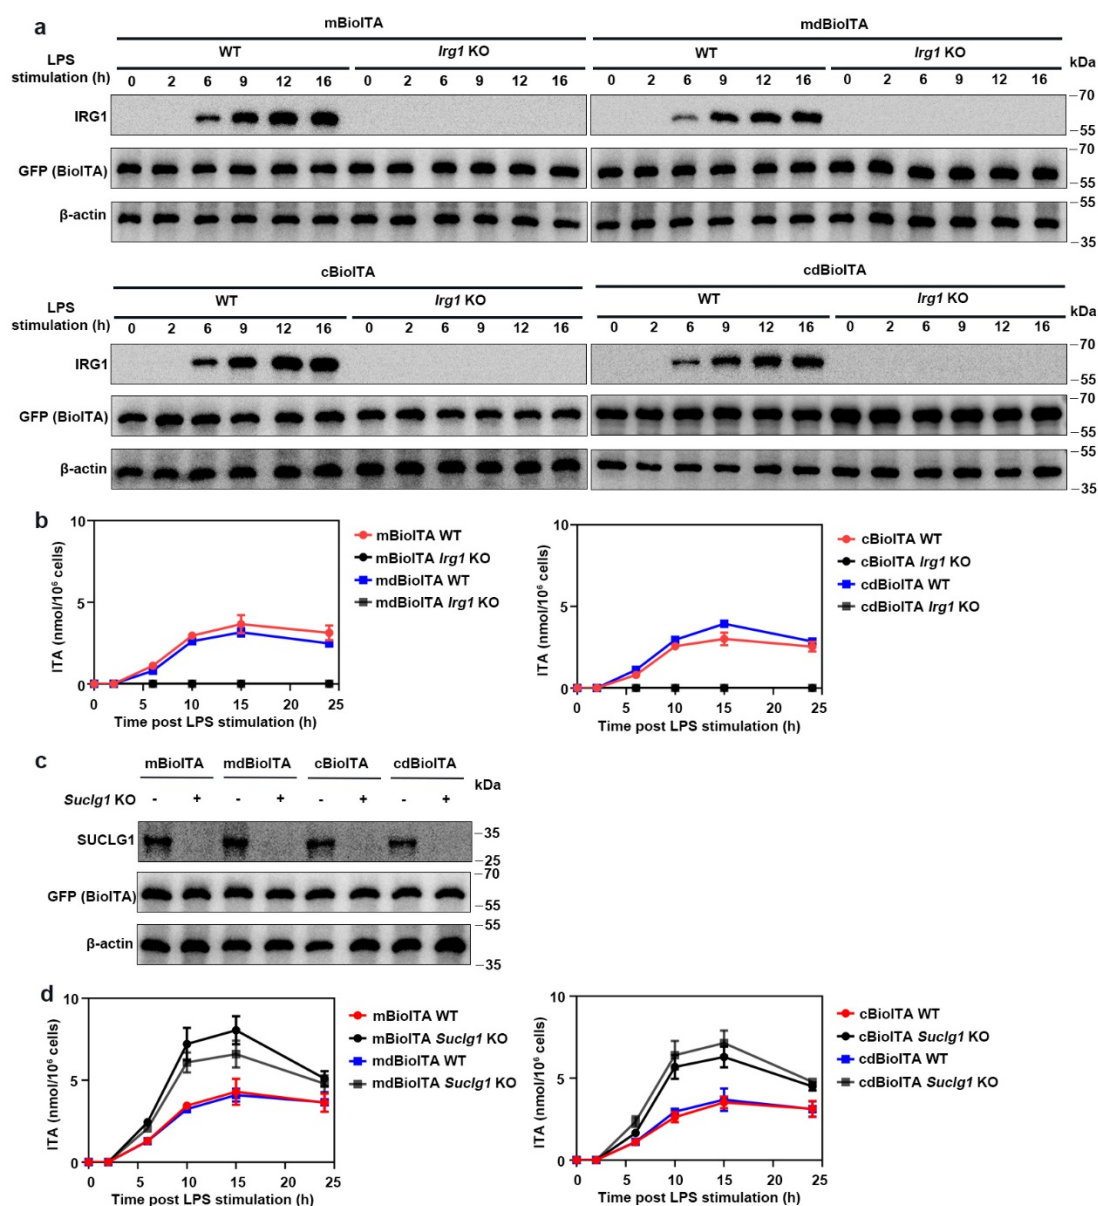 a
mBioITA mdBioITA
WT Irg1 KO WT Irg1 KO
LPS
stimulation (h) 0 2 6 9 12 16 0 2 6 9 12 16 0 2 6 9 12 16 0 2 6 9 12 16 kDa
IRG1 –70
–55
GFP (BioITA) –70
–55
β-actin –55
–35
cBioITA cdBioITA
WT Irg1 KO WT Irg1 KO
LPS
stimulation (h) 0 2 6 9 12 16 0 2 6 9 12 16 0 2 6 9 12 16 0 2 6 9 12 16 kDa
IRG1 –70
–55
GFP (BioITA) –70
–55
β-actin –55
–35
b
ITA (nmol/10⁶ cells)
10
5
0
0 5 10 15 20 25
Time post LPS stimulation (h)
mBioITA WT
mBioITA Irg1 KO
mdBioITA WT
mdBioITA Irg1 KO
ITA (nmol/10⁶ cells)
10
5
0
0 5 10 15 20 25
Time post LPS stimulation (h)
cBioITA WT
cBioITA Irg1 KO
cdBioITA WT
cdBioITA Irg1 KO
c
mBioITA mdBioITA cBioITA cdBioITA
kDa
Suclg1 KO - + - + - + - +
SUCLG1 –35
–25
GFP (BioITA) –70
–55
β-actin –55
–35
d
ITA (nmol/10⁶ cells)
10
5
0
0 5 10 15 20 25
Time post LPS stimulation (h)
mBioITA WT
mBioITA Suclg1 KO
mdBioITA WT
mdBioITA Suclg1 KO
ITA (nmol/10⁶ cells)
10
5
0
0 5 10 15 20 25
Time post LPS stimulation (h)
cBioITA WT
cBioITA Suclg1 KO
cdBioITA WT
cdBioITA Suclg1 KO